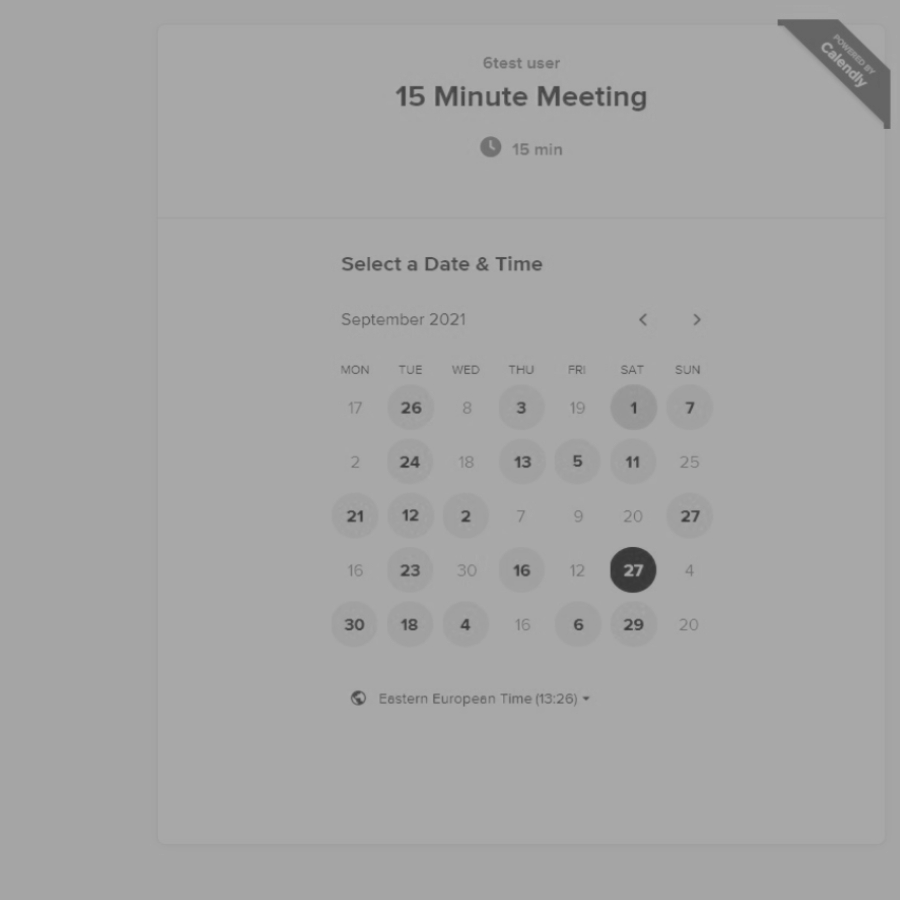 POWERED BY
Calendly
6test user
15 Minute Meeting
15 min
Select a Date & Time
September 2021
MON TUE WED THU FRI SAT SUN
17 26 8 3 19 1 7
2 24 18 13 5 11 25
21 12 2 7 9 20 27
16 23 30 16 12 27 4
30 18 4 16 6 29 20
Eastern European Time (13:26)